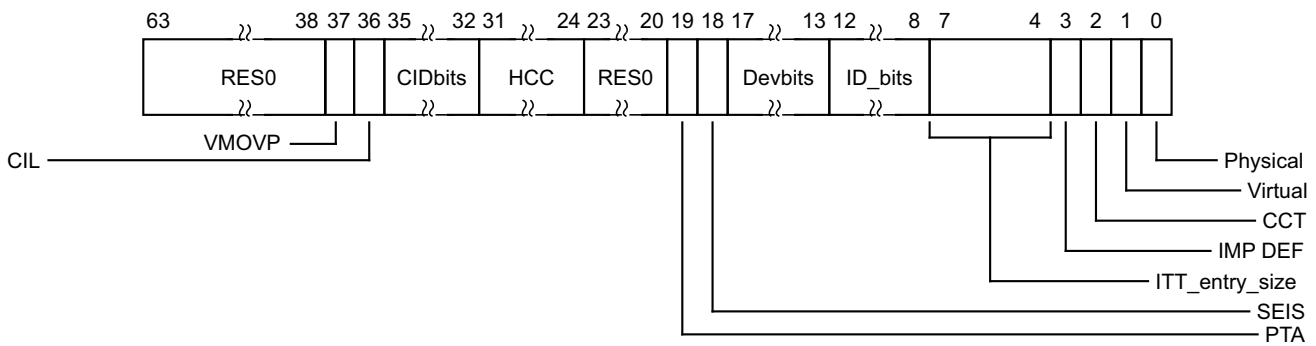 63 38 37 36 35 32 31 24 23 20 19 18 17 13 12 8 7 4 3 2 1 0
RES0 CIDbits HCC RES0 Devbits ID_bits
VMOVP
CIL
Physical
Virtual
CCT
IMP DEF
ITT_entry_size
SEIS
PTA